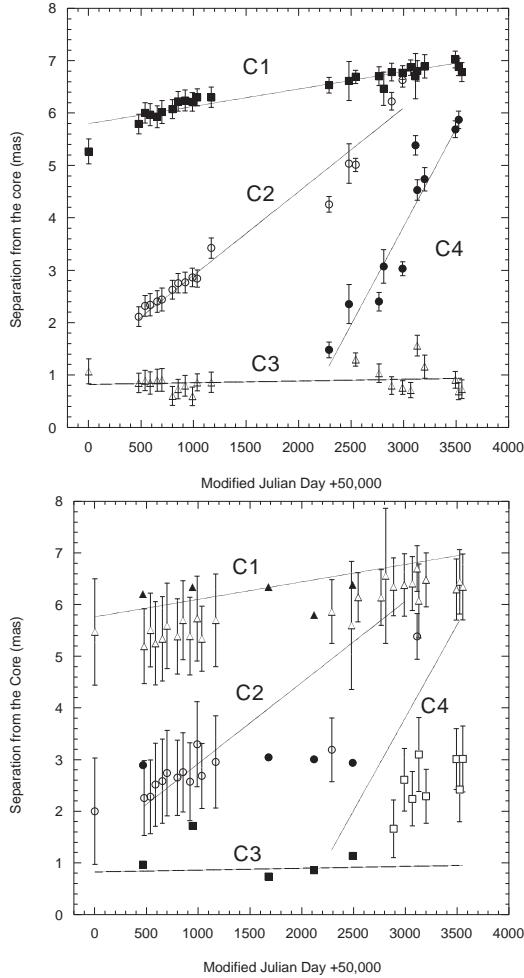 8
7
6
5
4
3
2
1
0
Separation from the core (mas)
C1
C2
C4
C3
0 500 1000 1500 2000 2500 3000 3500 4000
Modified Julian Day +50,000
8
7
6
5
4
3
2
1
0
Separation from the Core (mas)
C1
C2
C4
C3
0 500 1000 1500 2000 2500 3000 3500 4000
Modified Julian Day +50,000